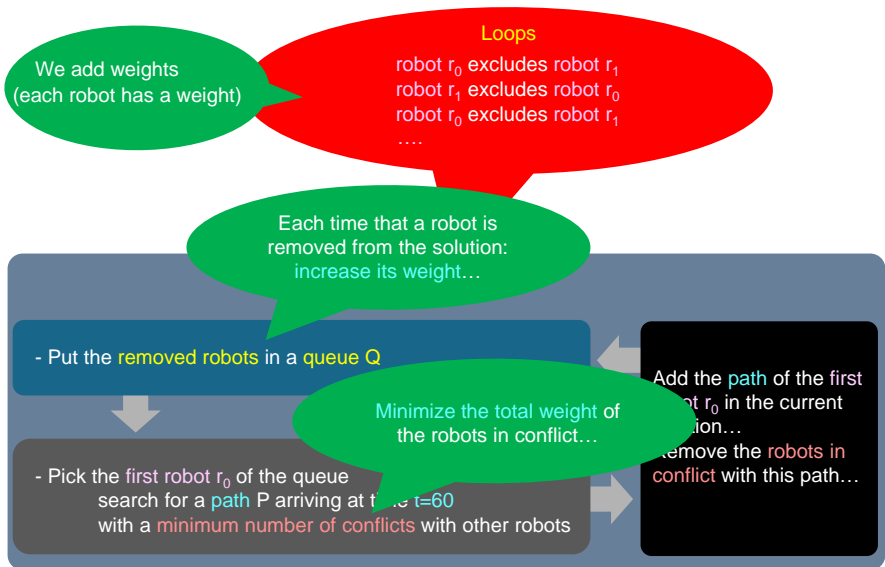 Loops
robot r₀ excludes robot r₁
robot r₁ excludes robot r₀
robot r₀ excludes robot r₁
….
We add weights
(each robot has a weight)
Each time that a robot is
removed from the solution:
increase its weight…
- Put the removed robots in a queue Q
Minimize the total weight of
the robots in conflict…
- Pick the first robot r₀ of the queue
search for a path P arriving at t=60
with a minimum number of conflicts with other robots
Add the path of the first
r₀ in the current
Remove the robots in
conflict with this path…